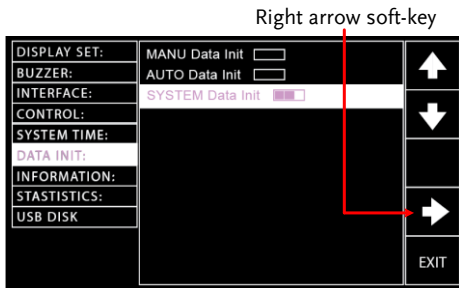 Right arrow soft-key
DISPLAY SET:
BUZZER:
INTERFACE:
CONTROL:
SYSTEM TIME:
DATA INIT:
INFORMATION:
STASTISTICS:
USB DISK
MANU Data Init
AUTO Data Init
SYSTEM Data Init
EXIT